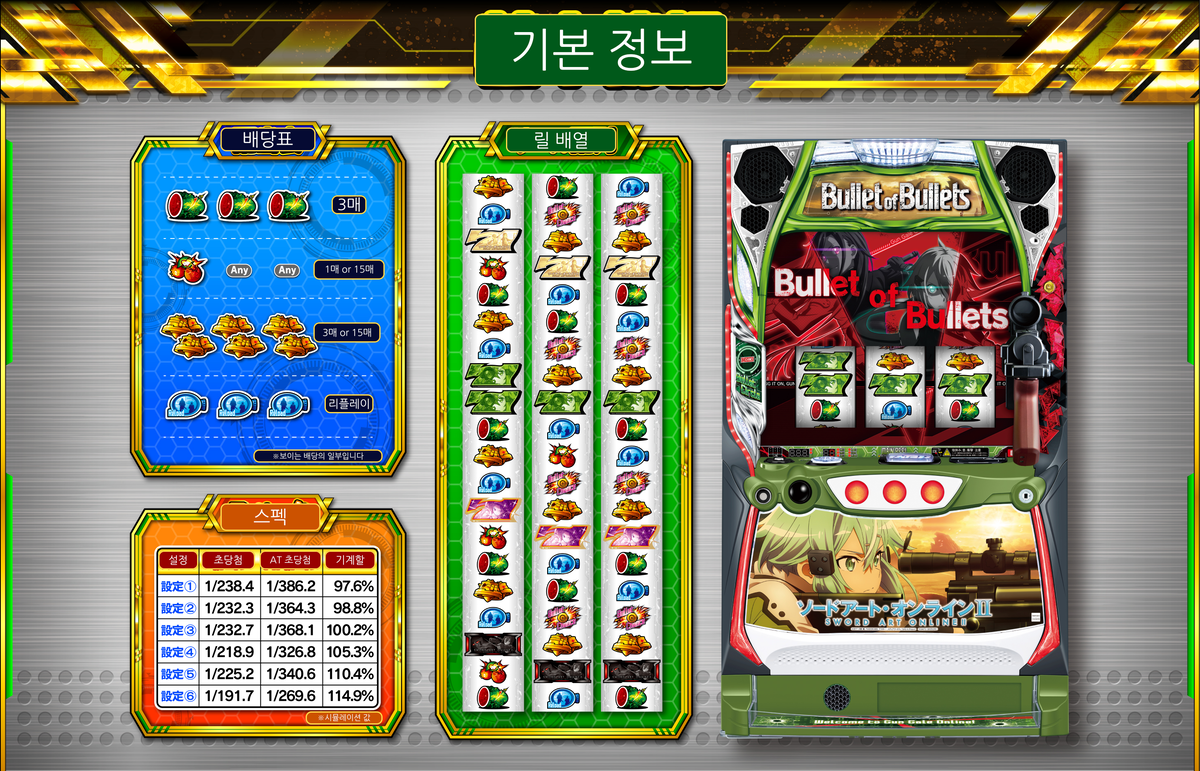 기본 정보
배당표
3매
Any Any 1매 or 15매
3매 or 15매
리플레이
※보이는 배당의 일부입니다
스펙
설정 초당첨 AT 초당첨 기계할
設定① 1/238.4 1/386.2 97.6%
設定② 1/232.3 1/364.3 98.8%
設定③ 1/232.7 1/368.1 100.2%
設定④ 1/218.9 1/326.8 105.3%
設定⑤ 1/225.2 1/340.6 110.4%
設定⑥ 1/191.7 1/269.6 114.9%
※시뮬레이션 값
릴 배열
Bullet of Bullets
Bullet
of
Bullets
ソードアート・オンラインII
SWORD ART ONLINE II
Welcome to Gun Gale Online!